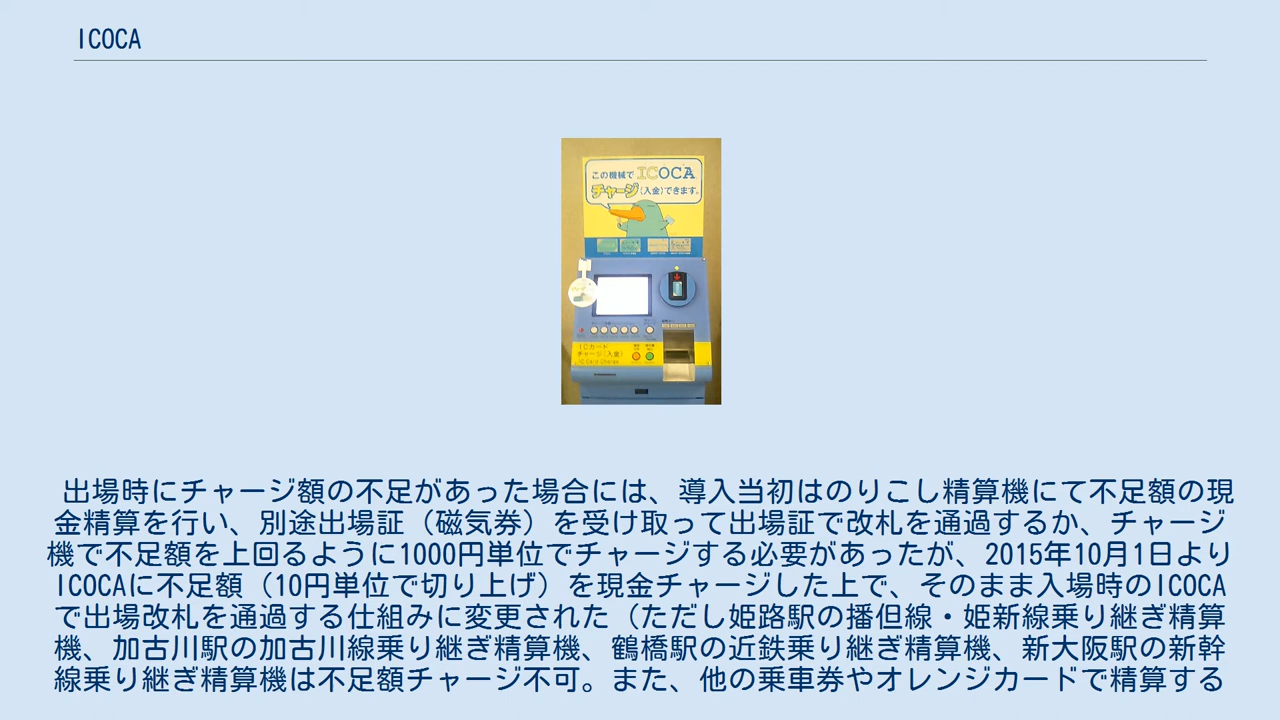 ICOCA
この機械でICOCA
チャージ(入金)できます。
ICカード
チャージ(入金)
IC Card Charge
出場時にチャージ額の不足があった場合には、導入当初はのりこし精算機にて不足額の現
金精算を行い、別途出場証（磁気券）を受け取って出場証で改札を通過するか、チャージ
機で不足額を上回るように1000円単位でチャージする必要があったが、2015年10月1日より
ICOCAに不足額（10円単位で切り上げ）を現金チャージした上で、そのまま入場時のICOCA
で出場改札を通過する仕組みに変更された（ただし姫路駅の播但線・姫新線乗り継ぎ精算
機、加古川駅の加古川線乗り継ぎ精算機、鶴橋駅の近鉄乗り継ぎ精算機、新大阪駅の新幹
線乗り継ぎ精算機は不足額チャージ不可。また、他の乗車券やオレンジカードで精算する